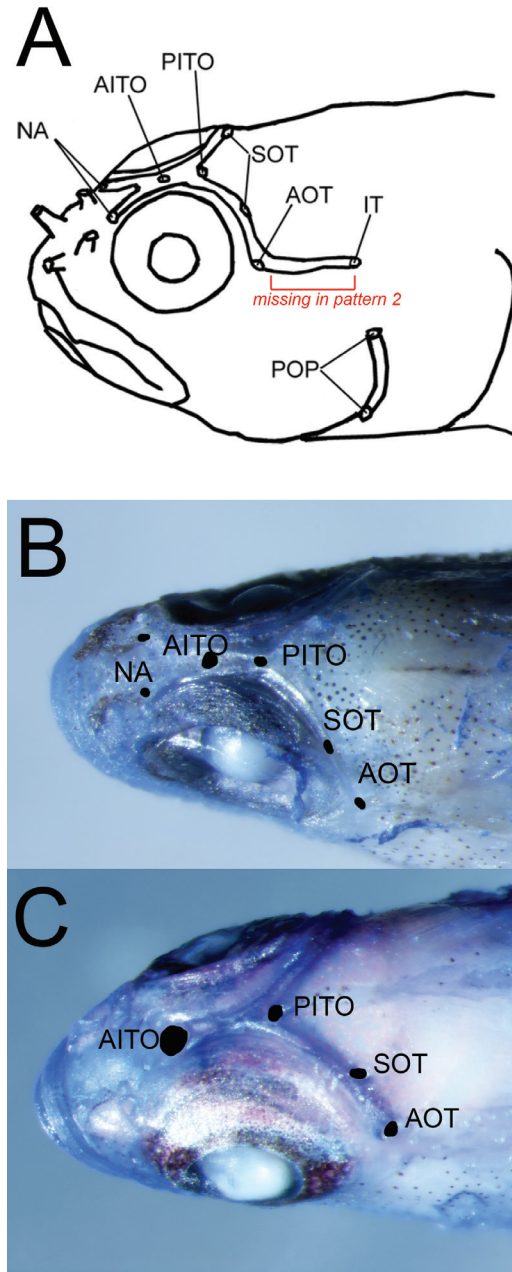 A
PITO
AITO
NA
SOT
AOT
IT
missing in pattern 2
POP
B
AITO
PITO
NA
SOT
AOT
C
PITO
AITO
SOT
AOT